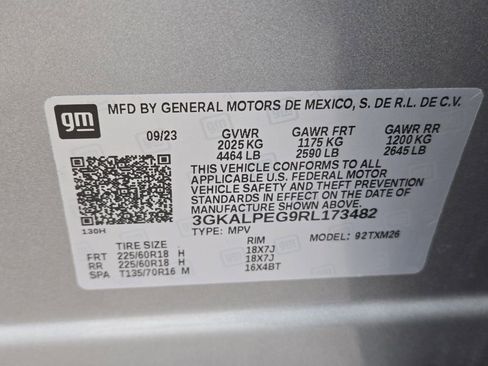 gm
MFD BY GENERAL MOTORS DE MEXICO, S. DE R.L. DE C.V.
09/23 GVWR GAWR FRT GAWR RR
2025 KG 1175 KG 1200 KG
4464 LB 2590 LB 2645 LB
THIS VEHICLE CONFORMS TO ALL
APPLICABLE U.S. FEDERAL MOTOR
VEHICLE SAFETY AND THEFT PREVENTION
STANDARDS IN EFFECT ON THE DATE
OF MANUFACTURE SHOWN ABOVE.
3GKALPEG9RL173482
130H TYPE: MPV MODEL: 92TXM26
TIRE SIZE RIM
FRT 225/60R18 H 18X7J
RR 225/60R18 H 18X7J
SPA T135/70R16 M 16X4BT